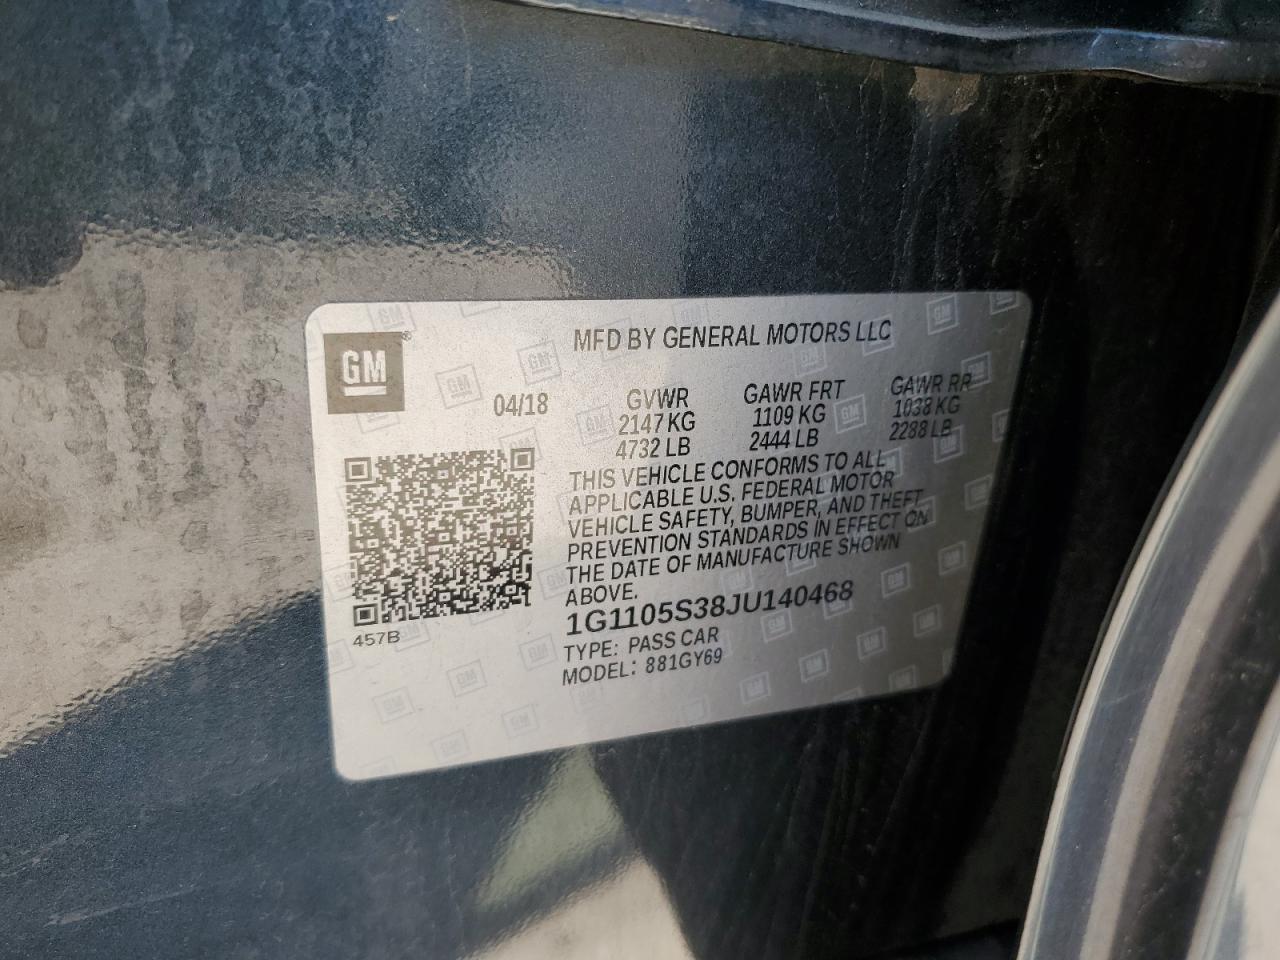 GM
MFD BY GENERAL MOTORS LLC
04/18
GVWR GAWR FRT GAWR RR
2147 KG 1109 KG 1038 KG
4732 LB 2444 LB 2288 LB
THIS VEHICLE CONFORMS TO ALL
APPLICABLE U.S. FEDERAL MOTOR
VEHICLE SAFETY, BUMPER, AND THEFT
PREVENTION STANDARDS IN EFFECT ON
THE DATE OF MANUFACTURE SHOWN
ABOVE.
1G1105S38JU140468
TYPE: PASS CAR
MODEL: 881GY69
457B